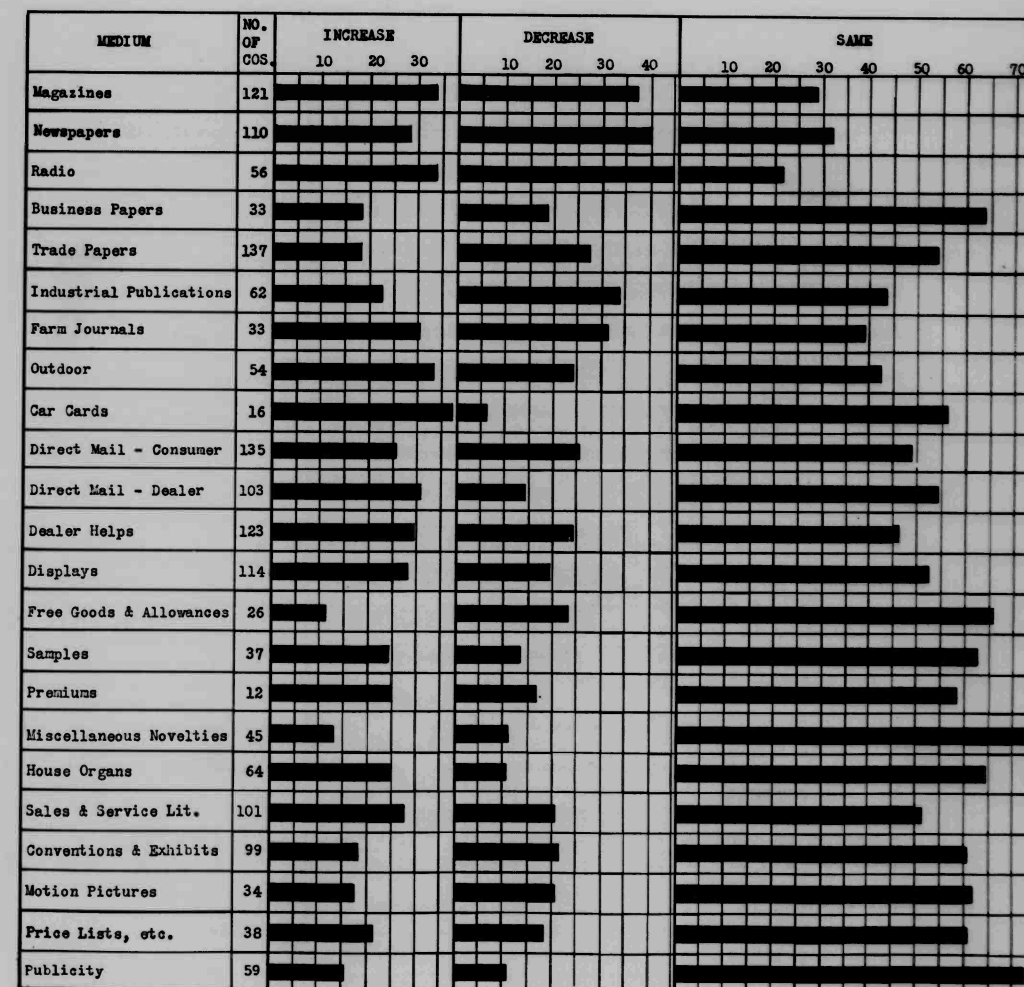 MEDIUM NO. OF COS. INCREASE DECREASE SAME
10 20 30 10 20 30 40 10 20 30 40 50 60 70
Magazines 121
Newspapers 110
Radio 56
Business Papers 33
Trade Papers 137
Industrial Publications 62
Farm Journals 33
Outdoor 54
Car Cards 16
Direct Mail - Consumer 135
Direct Mail - Dealer 103
Dealer Helps 123
Displays 114
Free Goods & Allowances 26
Samples 37
Premiums 12
Miscellaneous Novelties 45
House Organs 64
Sales & Service Lit. 101
Conventions & Exhibits 99
Motion Pictures 34
Price Lists, etc. 38
Publicity 59